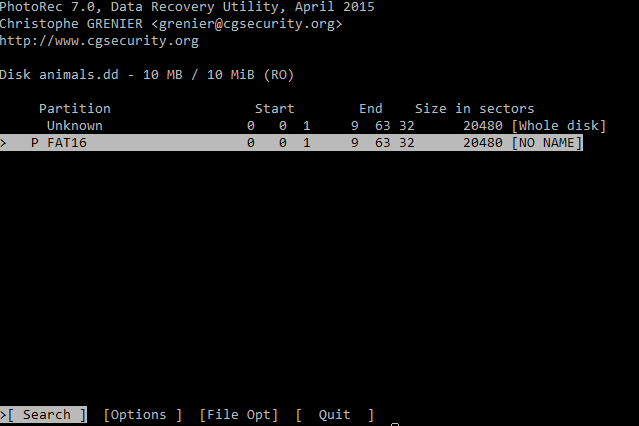 PhotoRec 7.0, Data Recovery Utility, April 2015
Christophe GRENIER <grenier@cgsecurity.org>
http://www.cgsecurity.org
Disk animals.dd - 10 MB / 10 MiB (RO)
Partition Start End Size in sectors
Unknown 0 0 1 9 63 32 20480 [Whole disk]
> P FAT16 0 0 1 9 63 32 20480 [NO NAME]
>[ Search ] [Options ] [File Opt] [ Quit ]